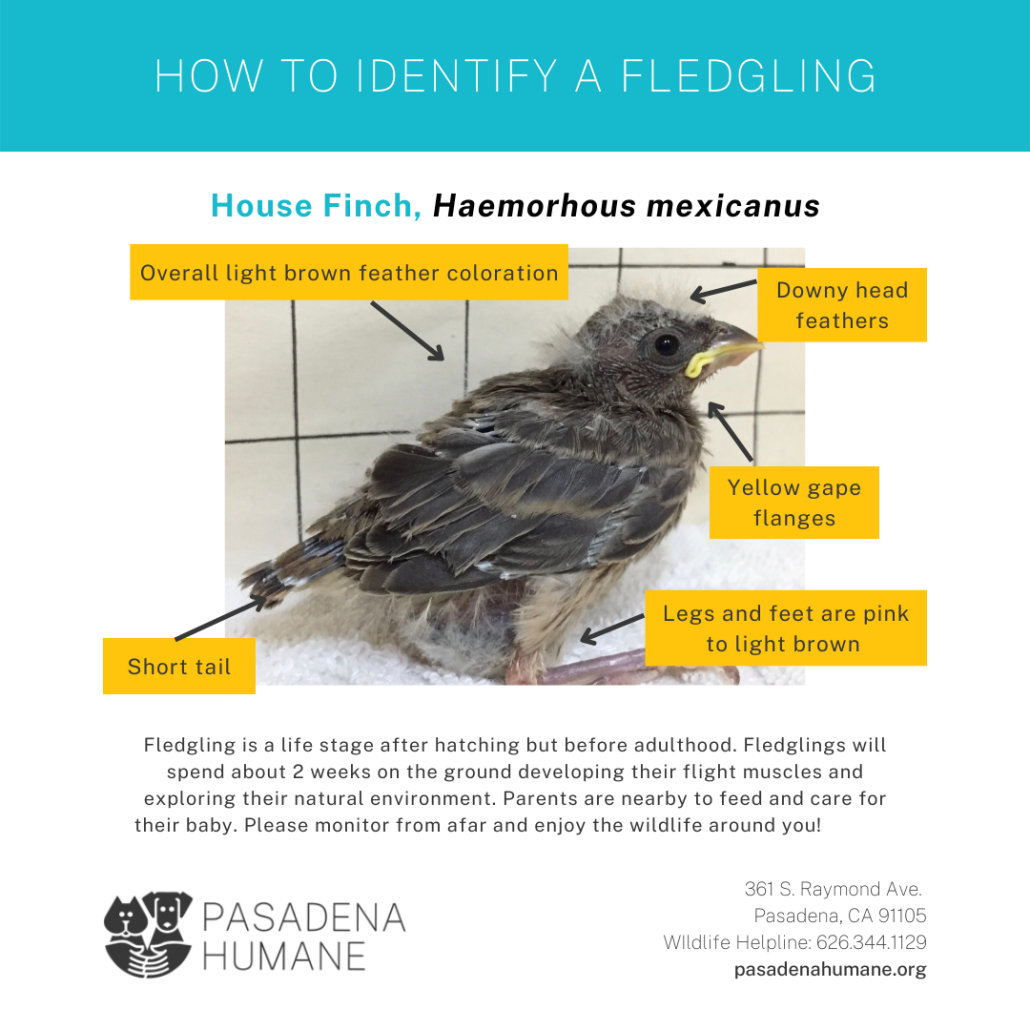 HOW TO IDENTIFY A FLEDGLING
House Finch, Haemorhous mexicanus
Overall light brown feather coloration
Downy head
feathers
Yellow gape
flanges
Legs and feet are pink
to light brown
Short tail
Fledgling is a life stage after hatching but before adulthood. Fledglings will
spend about 2 weeks on the ground developing their flight muscles and
exploring their natural environment. Parents are nearby to feed and care for
their baby. Please monitor from afar and enjoy the wildlife around you!
PASADENA
HUMANE
361 S. Raymond Ave.
Pasadena, CA 91105
WIldlife Helpline: 626.344.1129
pasadenahumane.org